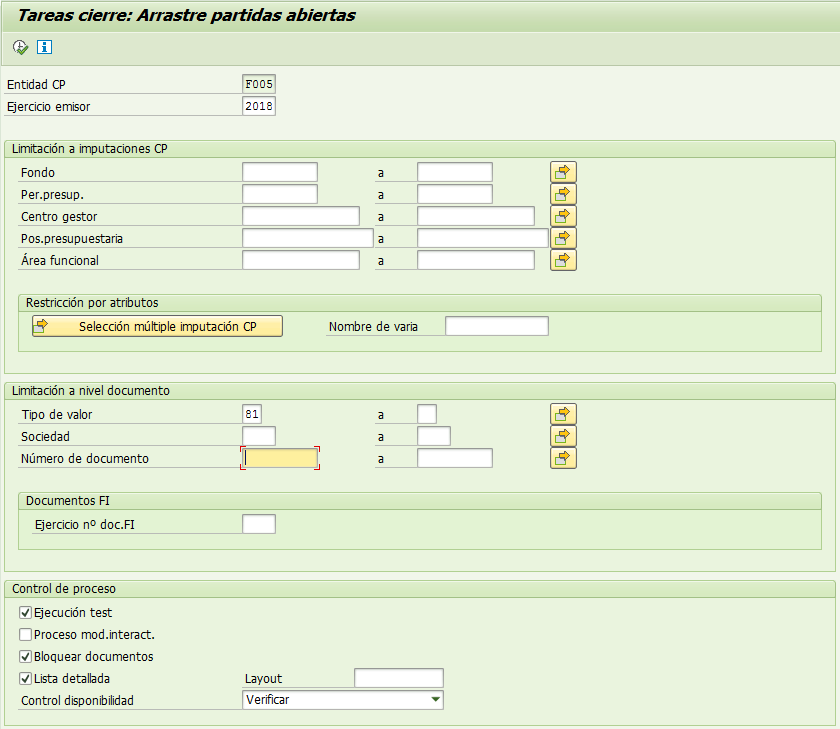 Tareas cierre: Arrastre partidas abiertas
Entidad CP F005
Ejercicio emisor 2018
Limitación a imputaciones CP
Fondo a
Per.presup. a
Centro gestor a
Pos.presupuestaria a
Área funcional a
Restricción por atributos
Selección múltiple imputación CP Nombre de varia
Limitación a nivel documento
Tipo de valor 81 a
Sociedad a
Número de documento a
Documentos FI
Ejercicio nº doc.FI
Control de proceso
Ejecución test
Proceso mod.interact.
Bloquear documentos
Lista detallada Layout
Control disponibilidad Verificar